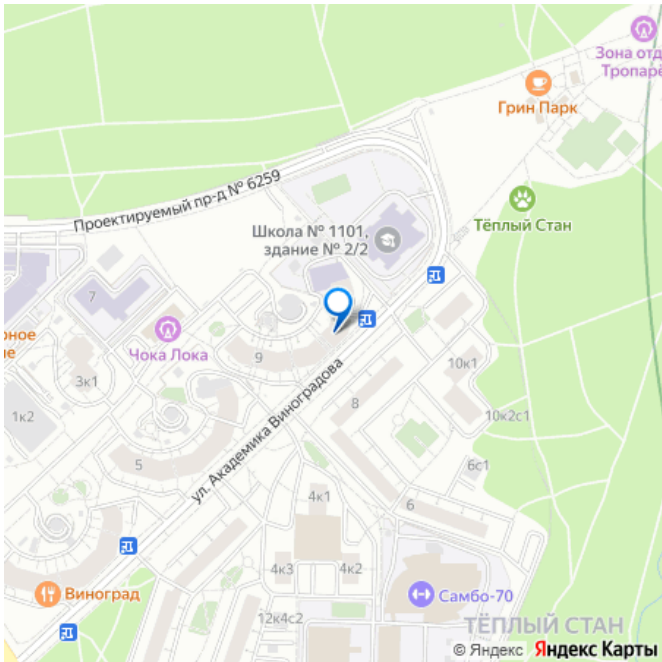 Зона отд
Тропарё
Грин Парк
Проектируемый пр-д № 6259
Тёплый Стан
Школа № 1101,
здание № 2/2
7
рное
ие
Чока Лока
9
3к1
1к2
10к1
8
10к2с1
ул. Академика Виноградова
5
6с1
4к1
6
4к3
4к2
Виноград
Самбо-70
12к4с2
ТЁПЛЫЙ СТАН
© Яндекс Яндекс Карты